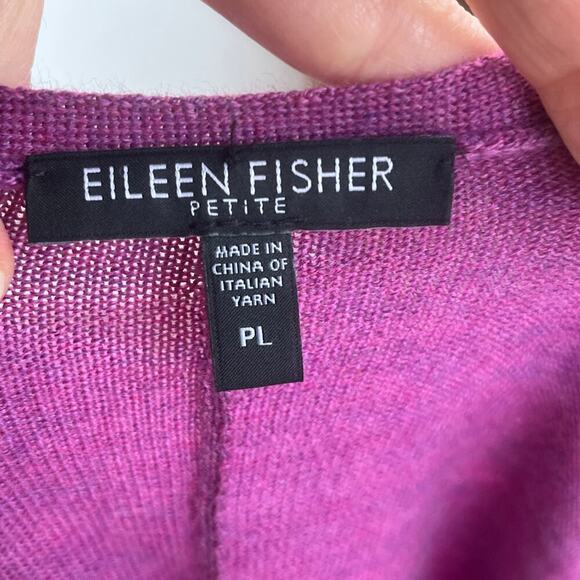 EILEEN FISHER
PETITE
MADE IN
CHINA OF
ITALIAN
YARN
PL